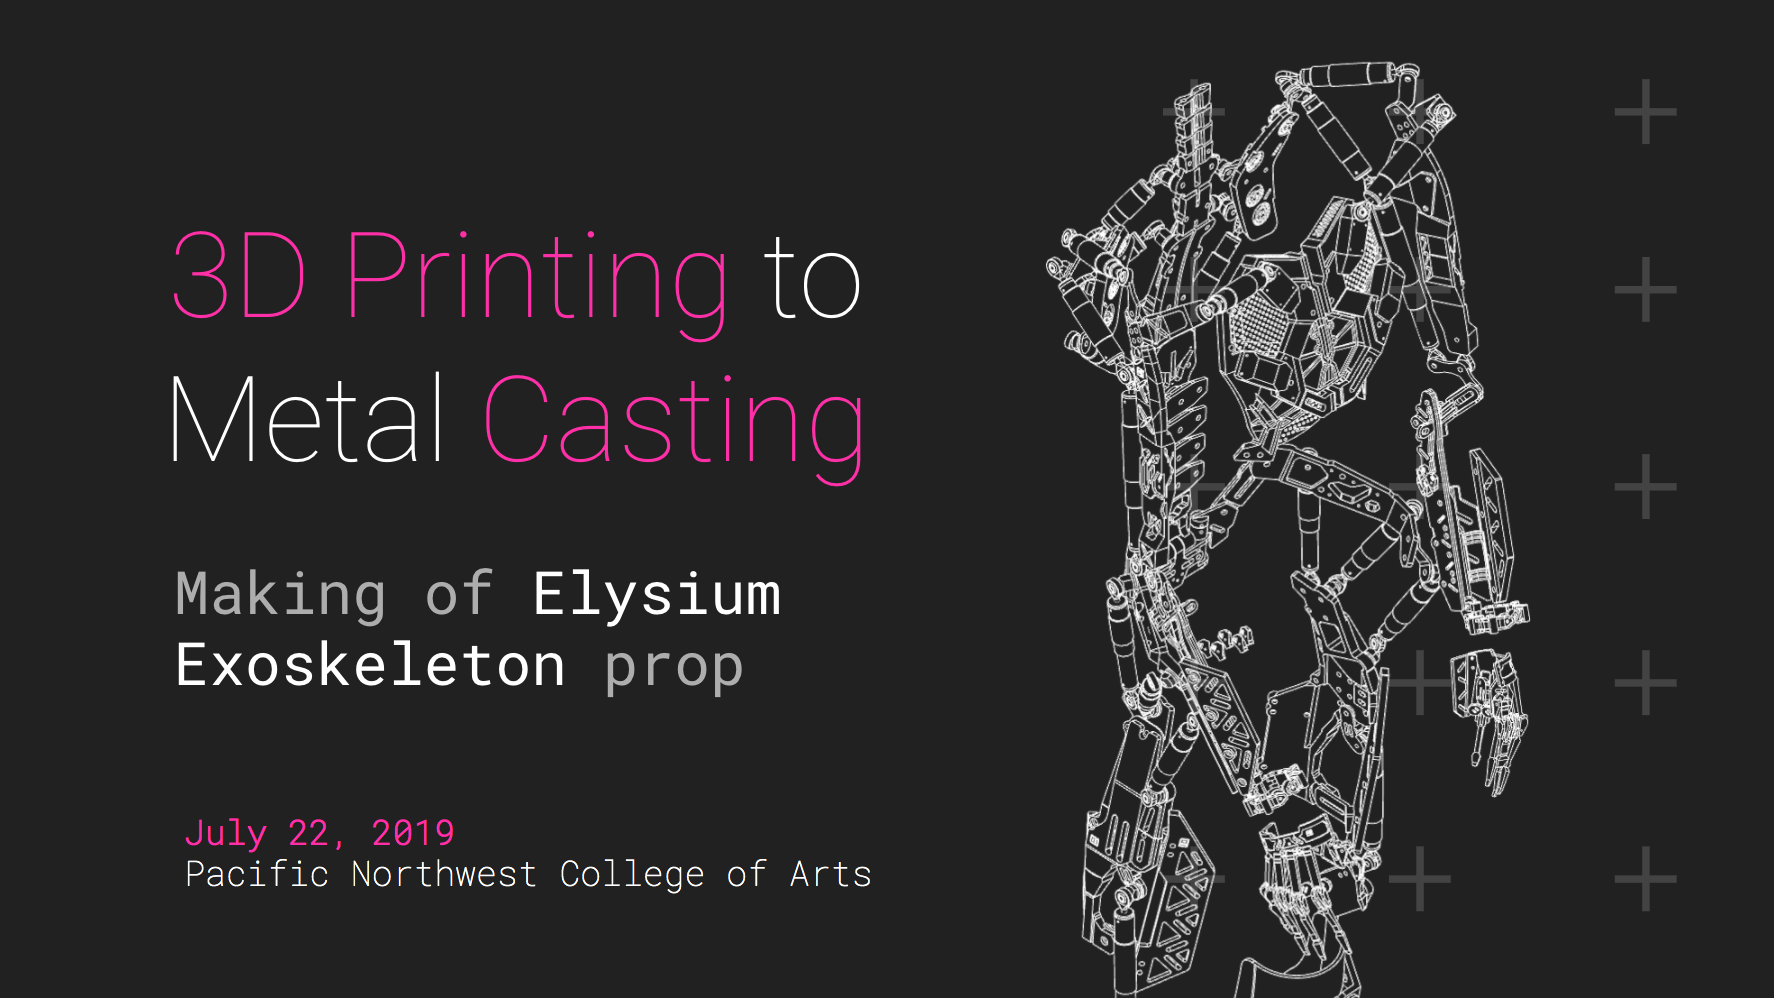 3D Printing to
Metal Casting
Making of Elysium
Exoskeleton prop
July 22, 2019
Pacific Northwest College of Arts